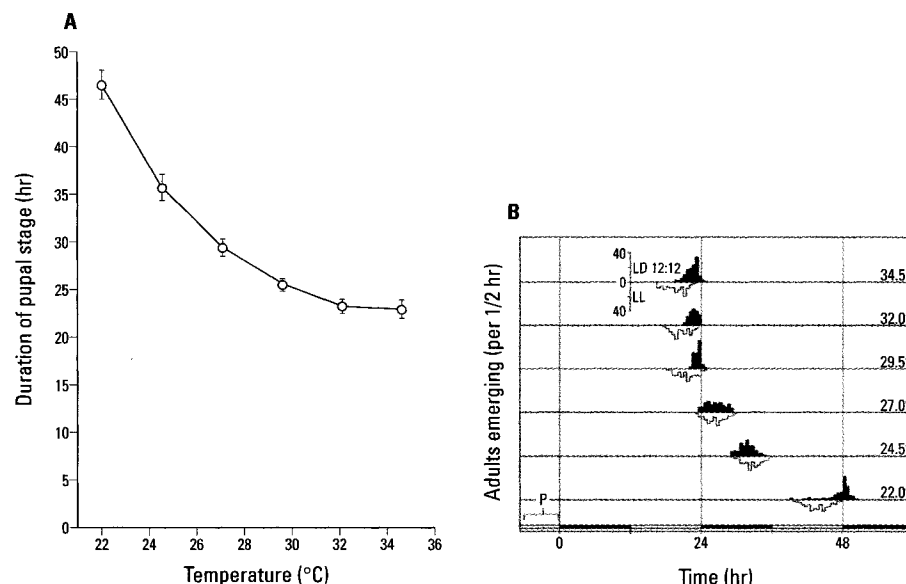 A
50
45
40
35
30
25
20
15
10
5
0
Duration of pupal stage (hr)
22 24 26 28 30 32 34 36
Temperature (°C)
B
Adults emerging (per 1/2 hr)
40
0
40
LD 12:12
LL
34.5
32.0
29.5
27.0
24.5
22.0
P
0 24 48
Time (hr)